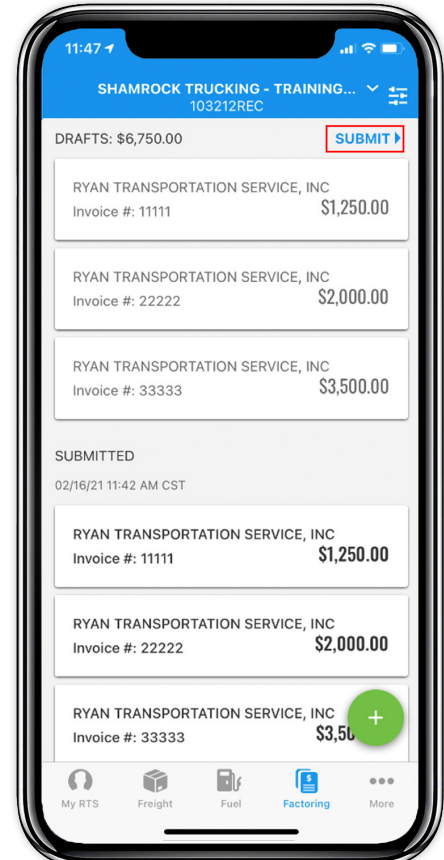 11:47
SHAMROCK TRUCKING - TRAINING...
103212REC
DRAFTS: $6,750.00 SUBMIT
RYAN TRANSPORTATION SERVICE, INC
Invoice #: 11111 $1,250.00
RYAN TRANSPORTATION SERVICE, INC
Invoice #: 22222 $2,000.00
RYAN TRANSPORTATION SERVICE, INC
Invoice #: 33333 $3,500.00
SUBMITTED
02/16/21 11:42 AM CST
RYAN TRANSPORTATION SERVICE, INC
Invoice #: 11111 $1,250.00
RYAN TRANSPORTATION SERVICE, INC
Invoice #: 22222 $2,000.00
RYAN TRANSPORTATION SERVICE, INC
Invoice #: 33333 $3,50
My RTS Freight Fuel Factoring More